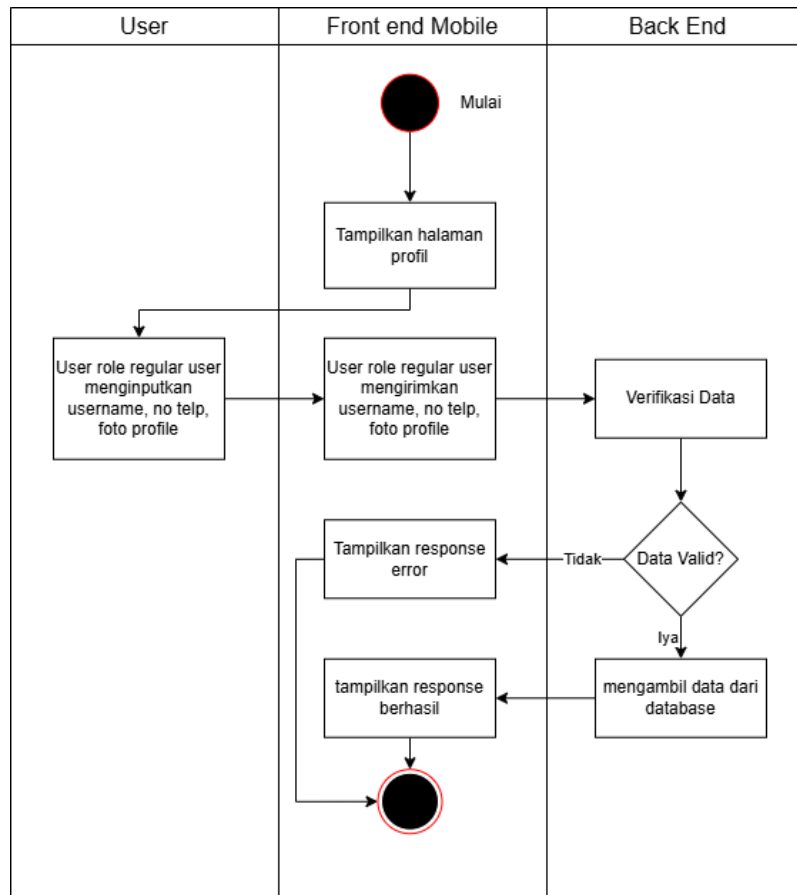 User
Front end Mobile
Back End
Mulai
Tampilkan halaman
profil
User role regular user
menginputkan
username, no telp,
foto profile
User role regular user
mengirimkan
username, no telp,
foto profile
Verifikasi Data
Data Valid?
Tidak
Tampilkan response
error
Iya
mengambil data dari
database
tampilkan response
berhasil